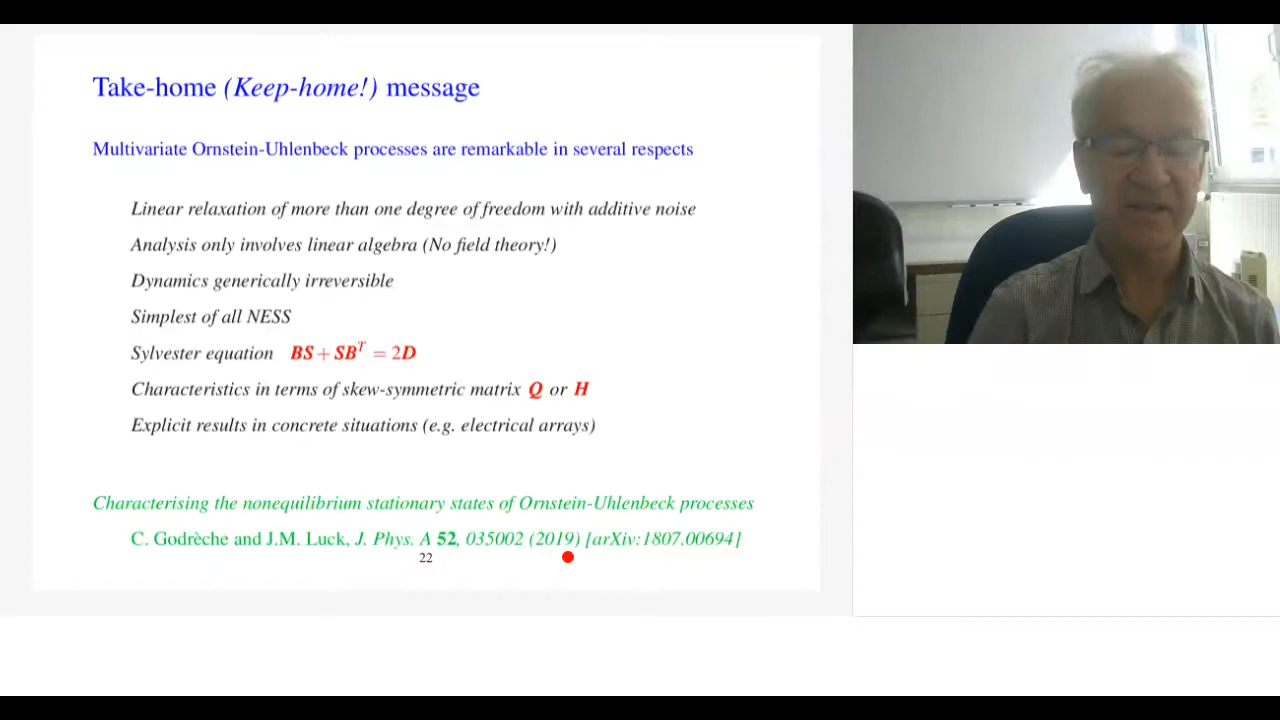 Take-home (Keep-home!) message
Multivariate Ornstein-Uhlenbeck processes are remarkable in several respects
Linear relaxation of more than one degree of freedom with additive noise
Analysis only involves linear algebra (No field theory!)
Dynamics generically irreversible
Simplest of all NESS
Sylvester equation BS + SB^T = 2D
Characteristics in terms of skew-symmetric matrix Q or H
Explicit results in concrete situations (e.g. electrical arrays)
Characterising the nonequilibrium stationary states of Ornstein-Uhlenbeck processes
C. Godrèche and J.M. Luck, J. Phys. A 52, 035002 (2019) [arXiv:1807.00694]
22